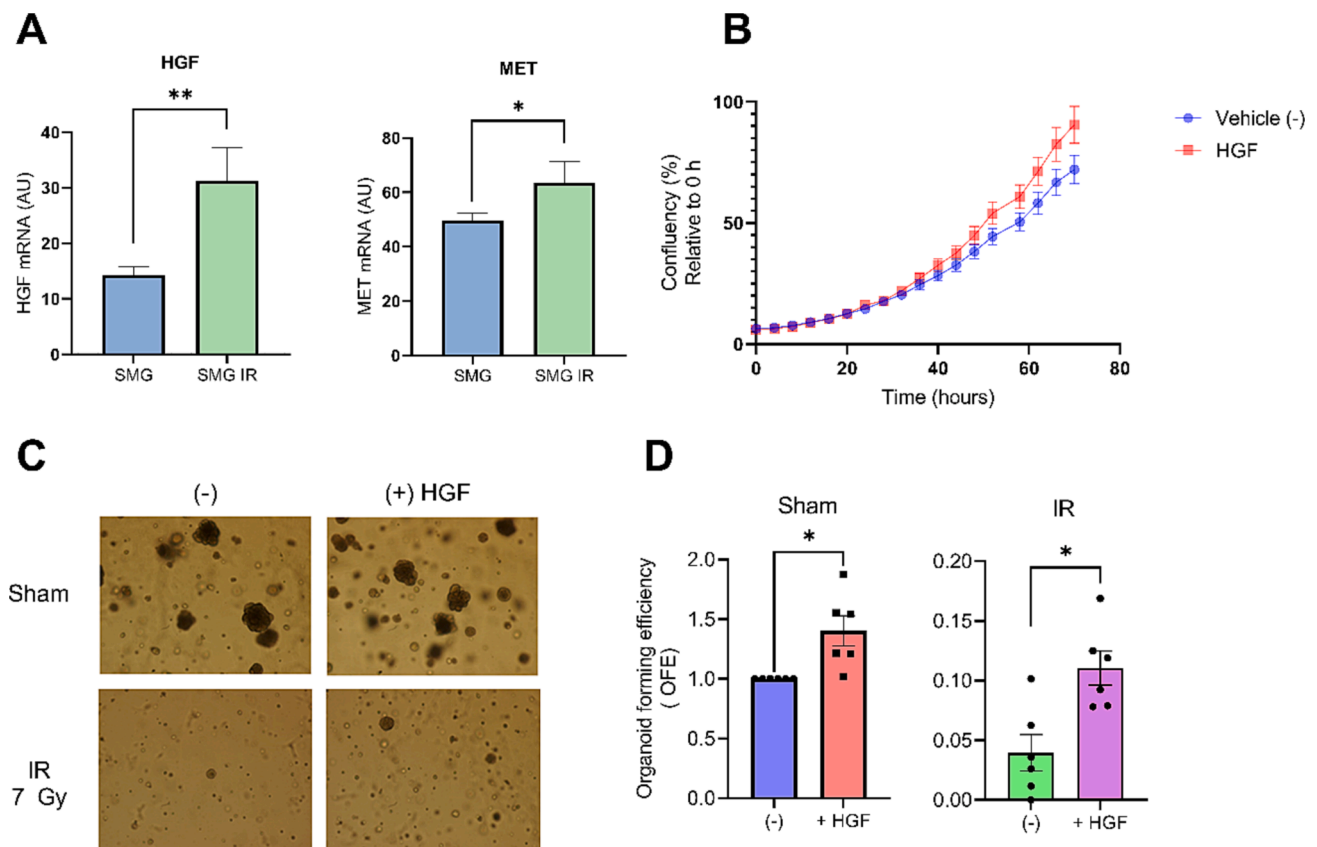 A
HGF
**
HGF mRNA (AU)
40
30
20
10
0
SMG
SMG IR
MET
*
MET mRNA (AU)
80
60
40
20
0
SMG
SMG IR
B
Confluency (%)
Relative to 0 h
100
50
0
0
20
40
60
80
Time (hours)
Vehicle (-)
HGF
C
(-)
(+) HGF
Sham
IR
7 Gy
D
Organoid forming efficiency
( OFE)
Sham
*
2.0
1.5
1.0
0.5
0.0
(-)
+ HGF
IR
*
0.20
0.15
0.10
0.05
0.00
(-)
+ HGF